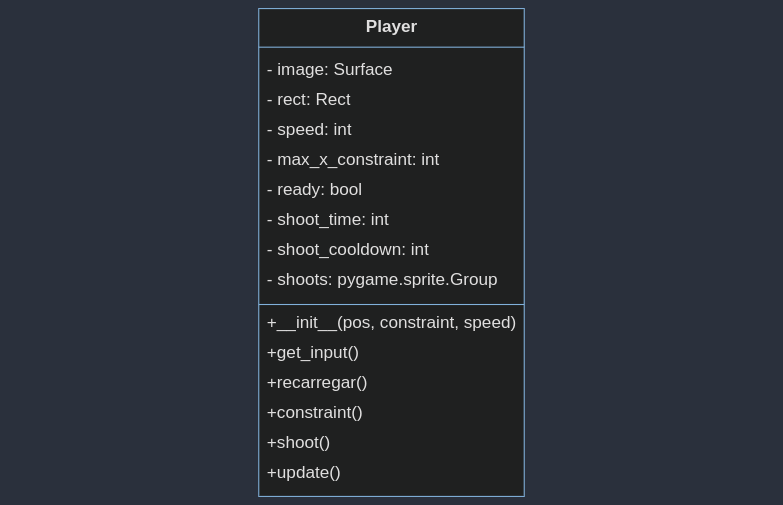 Player
- image: Surface
- rect: Rect
- speed: int
- max_x_constraint: int
- ready: bool
- shoot_time: int
- shoot_cooldown: int
- shoots: pygame.sprite.Group
+__init__(pos, constraint, speed)
+get_input()
+recarregar()
+constraint()
+shoot()
+update()